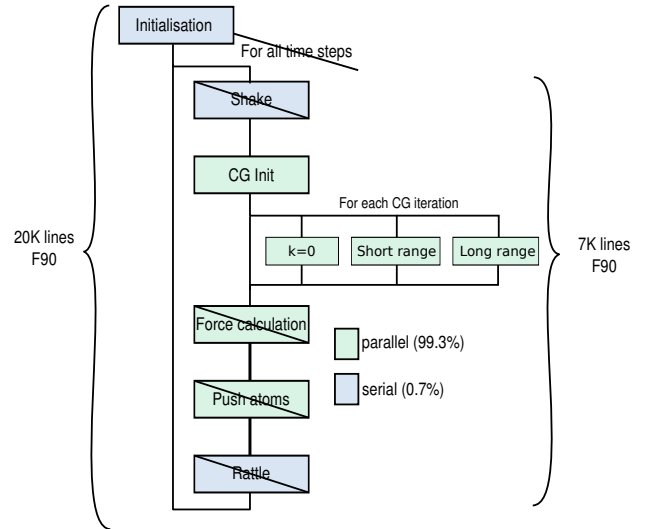 Initialisation
For all time steps
Shake
CG Init
For each CG iteration
k=0
Short range
Long range
20K lines
F90
7K lines
F90
Force calculation
parallel (99.3%)
Push atoms
serial (0.7%)
Rattle